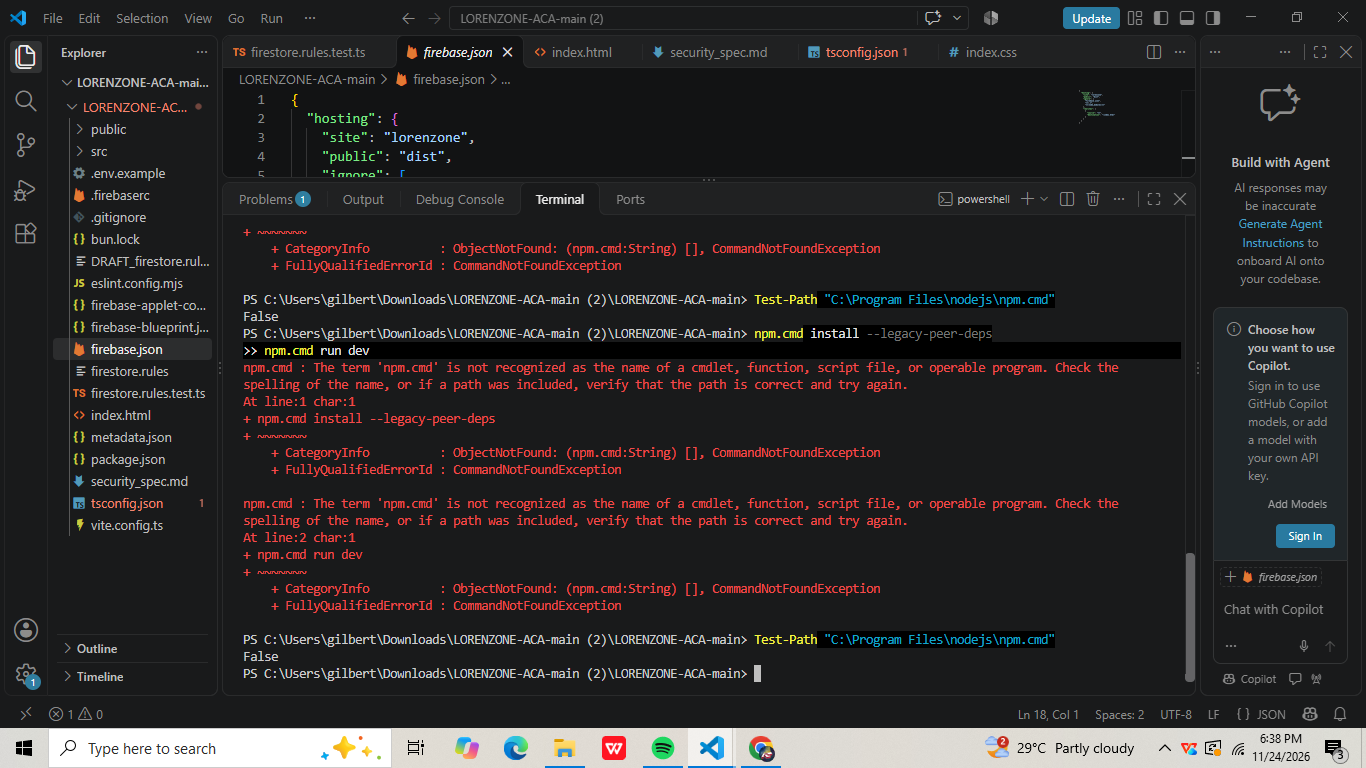 File Edit Selection View Go Run ··· LORENZONE-ACA-main (2) Update
Explorer ···
LORENZONE-ACA-main...
LORENZONE-AC...
public
src
.env.example
.firebaserc
.gitignore
bun.lock
DRAFT_firestore.rul...
eslint.config.mjs
firebase-applet-co...
firebase-blueprint.j...
firebase.json
firestore.rules
firestore.rules.test.ts
index.html
metadata.json
package.json
security_spec.md
tsconfig.json 1
vite.config.ts
Outline
Timeline
1
firestore.rules.test.ts firebase.json index.html security_spec.md tsconfig.json 1 index.css
LORENZONE-ACA-main > firebase.json > ...
1 {
2 "hosting": {
3 "site": "lorenzone",
4 "public": "dist",
5 "ignore": [
Problems 1 Output Debug Console Terminal Ports powershell
+ ~~~~~~~
+ CategoryInfo : ObjectNotFound: (npm.cmd:String) [], CommandNotFoundException
+ FullyQualifiedErrorId : CommandNotFoundException
PS C:\Users\gilbert\Downloads\LORENZONE-ACA-main (2)\LORENZONE-ACA-main> Test-Path "C:\Program Files\nodejs\npm.cmd"
False
PS C:\Users\gilbert\Downloads\LORENZONE-ACA-main (2)\LORENZONE-ACA-main> npm.cmd install --legacy-peer-deps
>> npm.cmd run dev
npm.cmd : The term 'npm.cmd' is not recognized as the name of a cmdlet, function, script file, or operable program. Check the
spelling of the name, or if a path was included, verify that the path is correct and try again.
At line:1 char:1
+ npm.cmd install --legacy-peer-deps
+ ~~~~~~~
+ CategoryInfo : ObjectNotFound: (npm.cmd:String) [], CommandNotFoundException
+ FullyQualifiedErrorId : CommandNotFoundException
npm.cmd : The term 'npm.cmd' is not recognized as the name of a cmdlet, function, script file, or operable program. Check the
spelling of the name, or if a path was included, verify that the path is correct and try again.
At line:2 char:1
+ npm.cmd run dev
+ ~~~~~~~
+ CategoryInfo : ObjectNotFound: (npm.cmd:String) [], CommandNotFoundException
+ FullyQualifiedErrorId : CommandNotFoundException
PS C:\Users\gilbert\Downloads\LORENZONE-ACA-main (2)\LORENZONE-ACA-main> Test-Path "C:\Program Files\nodejs\npm.cmd"
False
PS C:\Users\gilbert\Downloads\LORENZONE-ACA-main (2)\LORENZONE-ACA-main>
Build with Agent
AI responses may
be inaccurate
Generate Agent
Instructions to
onboard AI onto
your codebase.
Choose how
you want to use
Copilot.
Sign in to use
GitHub Copilot
models, or add
a model with
your own API
key.
Add Models
Sign In
firebase.json
Chat with Copilot
Copilot
1 0 Ln 18, Col 1 Spaces: 2 UTF-8 LF {} JSON
Type here to search 2 29°C Partly cloudy 6:38 PM
11/24/2026
3